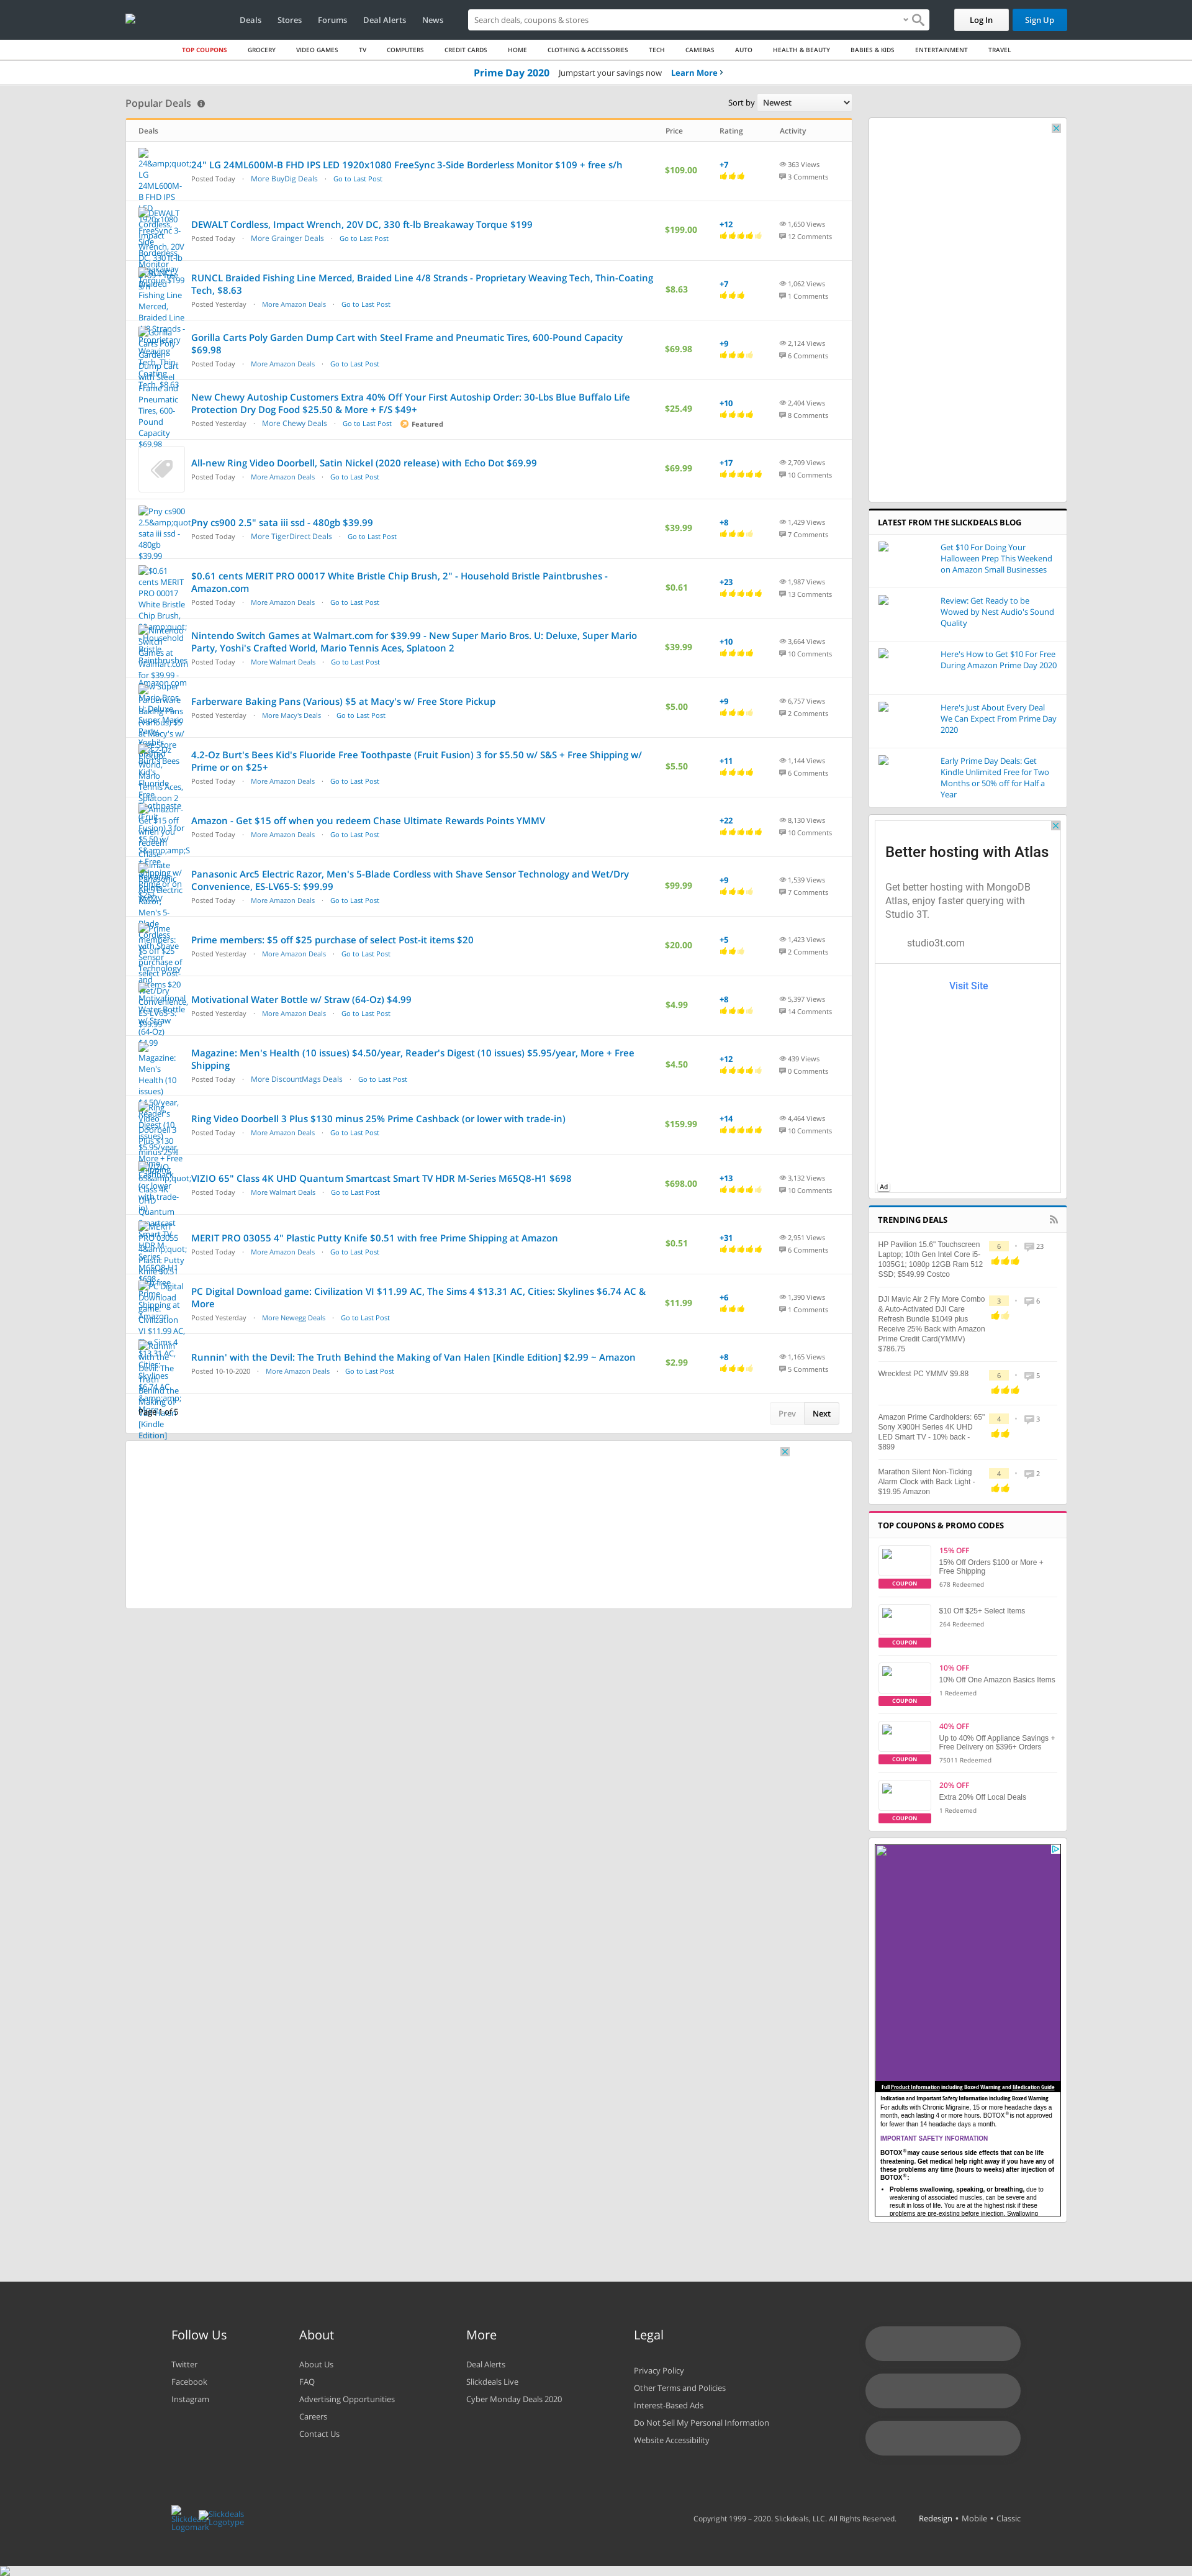 Deals Stores Forums Deal Alerts News
Search deals, coupons & stores
Log In
Sign Up
TOP COUPONS GROCERY VIDEO GAMES TV COMPUTERS CREDIT CARDS HOME CLOTHING & ACCESSORIES TECH CAMERAS AUTO HEALTH & BEAUTY BABIES & KIDS ENTERTAINMENT TRAVEL
Prime Day 2020 Jumpstart your savings now Learn More ›
Popular Deals
Sort by Newest
Deals Price Rating Activity
24" LG 24ML600M-B FHD IPS LED 1920x1080 FreeSync 3-Side Borderless Monitor $109 + free s/h
Posted Today · More BuyDig Deals · Go to Last Post
$109.00 +7 363 Views
3 Comments
DEWALT Cordless, Impact Wrench, 20V DC, 330 ft-lb Breakaway Torque $199
Posted Today · More Grainger Deals · Go to Last Post
$199.00 +12 1,650 Views
12 Comments
RUNCL Braided Fishing Line Merced, Braided Line 4/8 Strands - Proprietary Weaving Tech, Thin-Coating
Tech, $8.63
Posted Yesterday · More Amazon Deals · Go to Last Post
$8.63 +7 1,062 Views
1 Comments
Gorilla Carts Poly Garden Dump Cart with Steel Frame and Pneumatic Tires, 600-Pound Capacity
$69.98
Posted Today · More Amazon Deals · Go to Last Post
$69.98 +9 2,124 Views
6 Comments
New Chewy Autoship Customers Extra 40% Off Your First Autoship Order: 30-Lbs Blue Buffalo Life
Protection Dry Dog Food $25.50 & More + F/S $49+
Posted Yesterday · More Chewy Deals · Go to Last Post Featured
$25.49 +10 2,404 Views
8 Comments
All-new Ring Video Doorbell, Satin Nickel (2020 release) with Echo Dot $69.99
Posted Today · More Amazon Deals · Go to Last Post
$69.99 +17 2,709 Views
10 Comments
Pny cs900 2.5" sata iii ssd - 480gb $39.99
Posted Today · More TigerDirect Deals · Go to Last Post
$39.99 +8 1,429 Views
7 Comments
$0.61 cents MERIT PRO 00017 White Bristle Chip Brush, 2" - Household Bristle Paintbrushes -
Amazon.com
Posted Today · More Amazon Deals · Go to Last Post
$0.61 +23 1,987 Views
13 Comments
Nintendo Switch Games at Walmart.com for $39.99 - New Super Mario Bros. U: Deluxe, Super Mario
Party, Yoshi's Crafted World, Mario Tennis Aces, Splatoon 2
Posted Today · More Walmart Deals · Go to Last Post
$39.99 +10 3,664 Views
10 Comments
Farberware Baking Pans (Various) $5 at Macy's w/ Free Store Pickup
Posted Yesterday · More Macy's Deals · Go to Last Post
$5.00 +9 6,757 Views
2 Comments
4.2-Oz Burt's Bees Kid's Fluoride Free Toothpaste (Fruit Fusion) 3 for $5.50 w/ S&S + Free Shipping w/
Prime or on $25+
Posted Today · More Amazon Deals · Go to Last Post
$5.50 +11 1,144 Views
6 Comments
Amazon - Get $15 off when you redeem Chase Ultimate Rewards Points YMMV
Posted Today · More Amazon Deals · Go to Last Post
+22 8,130 Views
10 Comments
Panasonic Arc5 Electric Razor, Men's 5-Blade Cordless with Shave Sensor Technology and Wet/Dry
Convenience, ES-LV65-S: $99.99
Posted Today · More Amazon Deals · Go to Last Post
$99.99 +9 1,539 Views
7 Comments
Prime members: $5 off $25 purchase of select Post-it items $20
Posted Yesterday · More Amazon Deals · Go to Last Post
$20.00 +5 1,423 Views
2 Comments
Motivational Water Bottle w/ Straw (64-Oz) $4.99
Posted Yesterday · More Amazon Deals · Go to Last Post
$4.99 +8 5,397 Views
14 Comments
Magazine: Men's Health (10 issues) $4.50/year, Reader's Digest (10 issues) $5.95/year, More + Free
Shipping
Posted Today · More DiscountMags Deals · Go to Last Post
$4.50 +12 439 Views
0 Comments
Ring Video Doorbell 3 Plus $130 minus 25% Prime Cashback (or lower with trade-in)
Posted Today · More Amazon Deals · Go to Last Post
$159.99 +14 4,464 Views
10 Comments
VIZIO 65" Class 4K UHD Quantum Smartcast Smart TV HDR M-Series M65Q8-H1 $698
Posted Today · More Walmart Deals · Go to Last Post
$698.00 +13 3,132 Views
10 Comments
MERIT PRO 03055 4" Plastic Putty Knife $0.51 with free Prime Shipping at Amazon
Posted Today · More Amazon Deals · Go to Last Post
$0.51 +31 2,951 Views
6 Comments
PC Digital Download game: Civilization VI $11.99 AC, The Sims 4 $13.31 AC, Cities: Skylines $6.74 AC &
More
Posted Yesterday · More Newegg Deals · Go to Last Post
$11.99 +6 1,390 Views
1 Comments
Runnin' with the Devil: The Truth Behind the Making of Van Halen [Kindle Edition] $2.99 ~ Amazon
Posted 10-10-2020 · More Amazon Deals · Go to Last Post
$2.99 +8 1,165 Views
5 Comments
Page 1 of 5
Prev Next
LATEST FROM THE SLICKDEALS BLOG
Get $10 For Doing Your
Halloween Prep This Weekend
on Amazon Small Businesses
Review: Get Ready to be
Wowed by Nest Audio's Sound
Quality
Here's How to Get $10 For Free
During Amazon Prime Day 2020
Here's Just About Every Deal
We Can Expect From Prime Day
2020
Early Prime Day Deals: Get
Kindle Unlimited Free for Two
Months or 50% off for Half a
Year
Better hosting with Atlas
Get better hosting with MongoDB
Atlas, enjoy faster querying with
Studio 3T.
studio3t.com
Visit Site
Ad
TRENDING DEALS
HP Pavilion 15.6" Touchscreen
Laptop; 10th Gen Intel Core i5-
1035G1; 1080p 12GB Ram 512
SSD; $549.99 Costco
6 · 23
DJI Mavic Air 2 Fly More Combo
& Auto-Activated DJI Care
Refresh Bundle $1049 plus
Receive 25% Back with Amazon
Prime Credit Card(YMMV)
$786.75
3 · 6
Wreckfest PC YMMV $9.88
6 · 5
Amazon Prime Cardholders: 65"
Sony X900H Series 4K UHD
LED Smart TV - 10% back -
$899
4 · 3
Marathon Silent Non-Ticking
Alarm Clock with Back Light -
$19.95 Amazon
4 · 2
TOP COUPONS & PROMO CODES
15% OFF
15% Off Orders $100 or More +
Free Shipping
678 Redeemed
COUPON
$10 Off $25+ Select Items
264 Redeemed
COUPON
10% OFF
10% Off One Amazon Basics Items
1 Redeemed
COUPON
40% OFF
Up to 40% Off Appliance Savings +
Free Delivery on $396+ Orders
75011 Redeemed
COUPON
20% OFF
Extra 20% Off Local Deals
1 Redeemed
COUPON
Full Product Information including Boxed Warning and Medication Guide
Indication and Important Safety Information including Boxed Warning
For adults with Chronic Migraine, 15 or more headache days a
month, each lasting 4 or more hours. BOTOX® is not approved
for fewer than 14 headache days a month.
IMPORTANT SAFETY INFORMATION
BOTOX® may cause serious side effects that can be life
threatening. Get medical help right away if you have any of
these problems any time (hours to weeks) after injection of
BOTOX®:
• Problems swallowing, speaking, or breathing, due to
weakening of associated muscles, can be severe and
result in loss of life. You are at the highest risk if these
problems are pre-existing before injection. Swallowing
Follow Us
Twitter
Facebook
Instagram
About
About Us
FAQ
Advertising Opportunities
Careers
Contact Us
More
Deal Alerts
Slickdeals Live
Cyber Monday Deals 2020
Legal
Privacy Policy
Other Terms and Policies
Interest-Based Ads
Do Not Sell My Personal Information
Website Accessibility
Slickdeals
Logomark
Slickdeals
Logotype
Copyright 1999 – 2020. Slickdeals, LLC. All Rights Reserved.
Redesign • Mobile • Classic